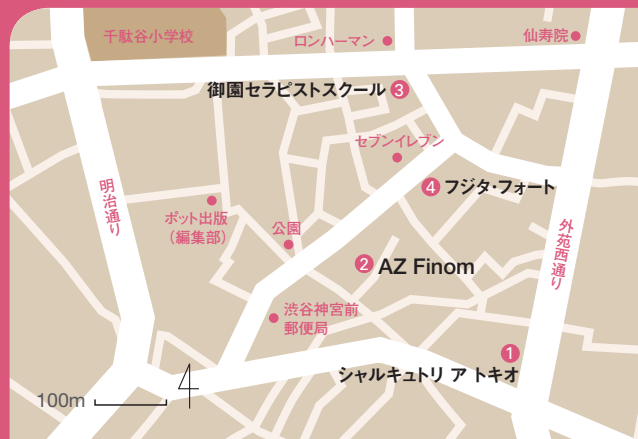 千駄谷小学校
ロンハーマン
仙寿院
御園セラピストスクール 3
セブンイレブン
4 フジタ・フォート
明治通り
ポット出版
（編集部）
公園
外苑西通り
2 AZ Finom
渋谷神宮前
郵便局
1
シャルキュトリ ア トキオ
100m
4